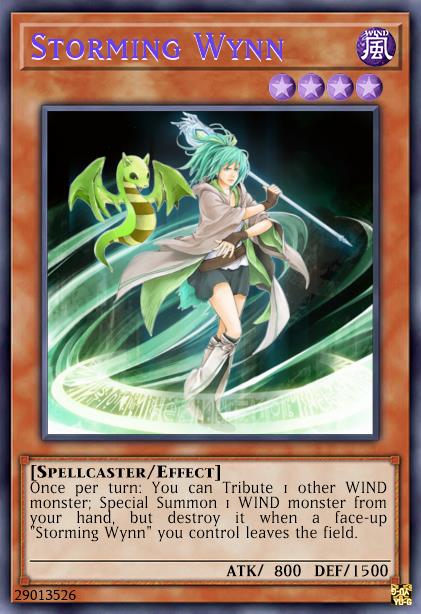 Storming Wynn
WIND
風
[Spellcaster/Effect]
Once per turn: You can Tribute 1 other WIND
monster; Special Summon 1 WIND monster from
your hand, but destroy it when a face-up
"Storming Wynn" you control leaves the field.
ATK/ 800 DEF/1500
29013526